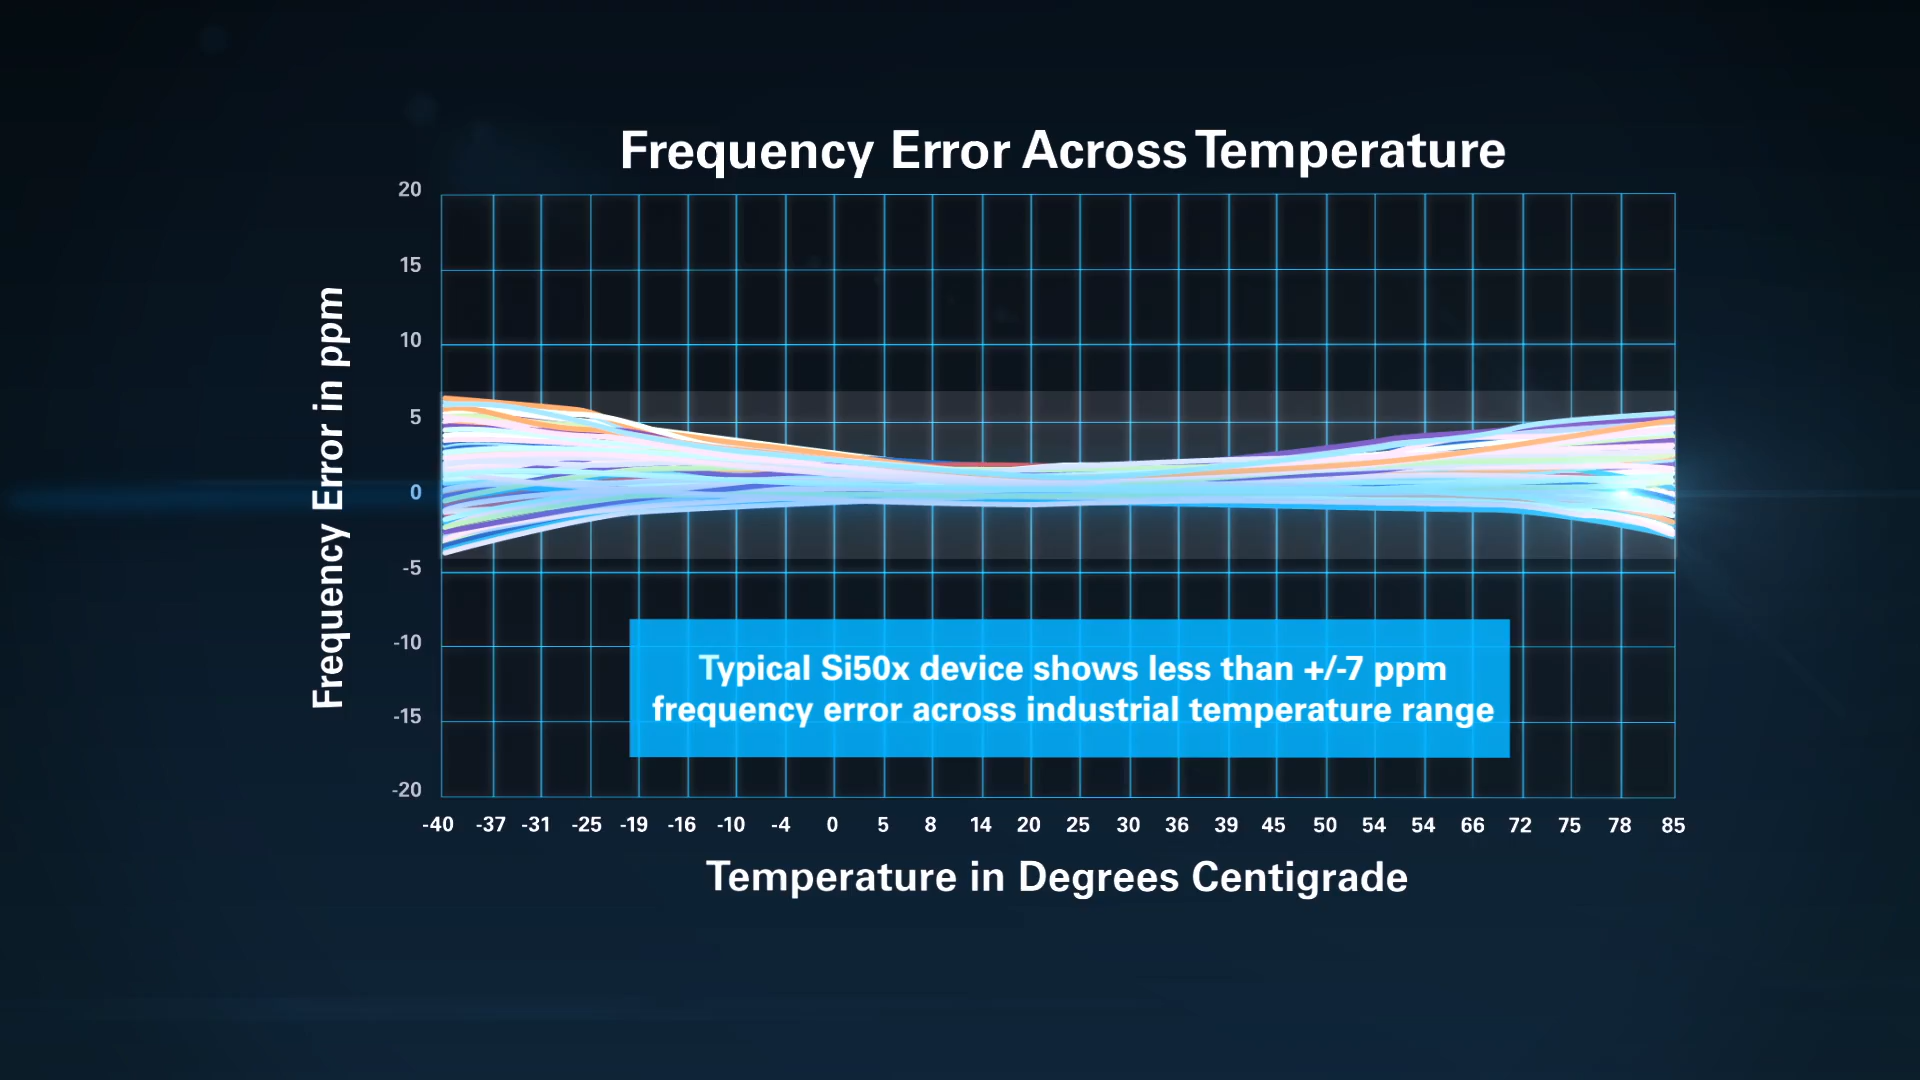 Frequency Error Across Temperature
20
15
10
5
0
-5
-10
-15
-20
Frequency Error in ppm
Typical Si50x device shows less than +/-7 ppm
frequency error across industrial temperature range
-40 -37 -31 -25 -19 -16 -10 -4 0 5 8 14 20 25 30 36 39 45 50 54 54 66 72 75 78 85
Temperature in Degrees Centigrade